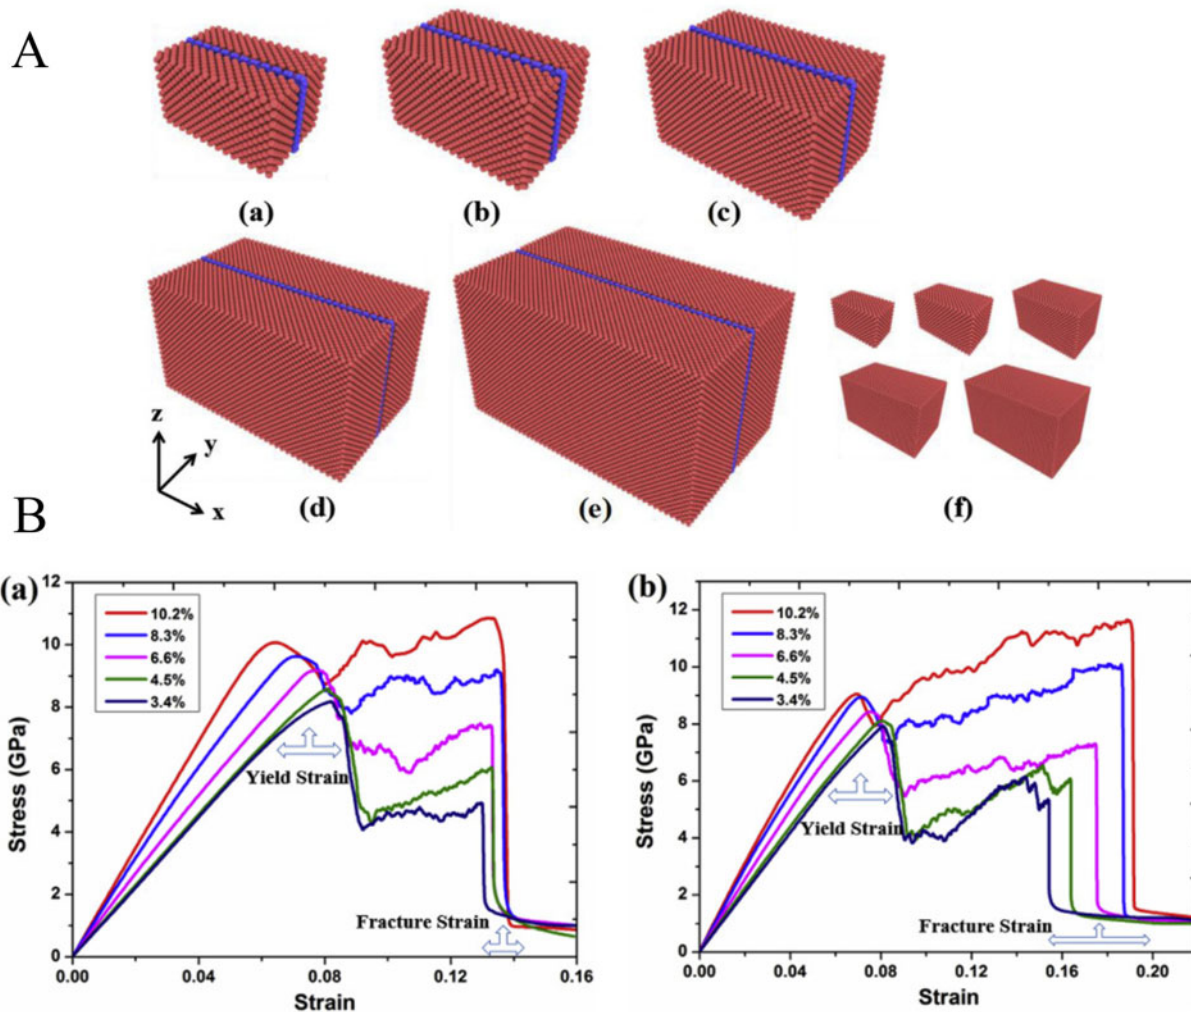 A
(a)
(b)
(c)
z
y
x
(d)
(e)
(f)
B
(a)
12
10
8
6
4
2
0
Stress (GPa)
10.2%
8.3%
6.6%
4.5%
3.4%
Yield Strain
Fracture Strain
0.00
0.04
0.08
0.12
0.16
Strain
(b)
12
10
8
6
4
2
0
Stress (GPa)
10.2%
8.3%
6.6%
4.5%
3.4%
Yield Strain
Fracture Strain
0.00
0.04
0.08
0.12
0.16
0.20
Strain